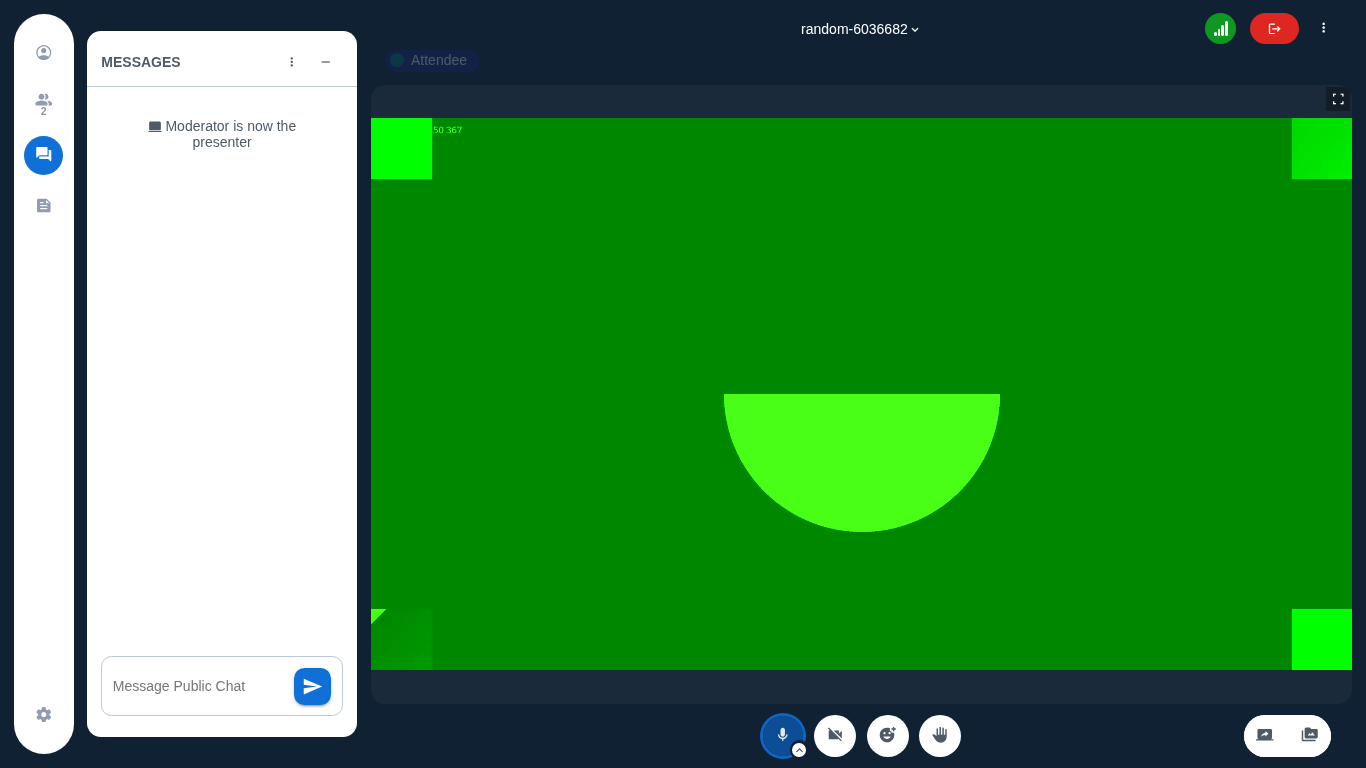 random-6036682
MESSAGES
Attendee
2
Moderator is now the
presenter
50 367
Message Public Chat